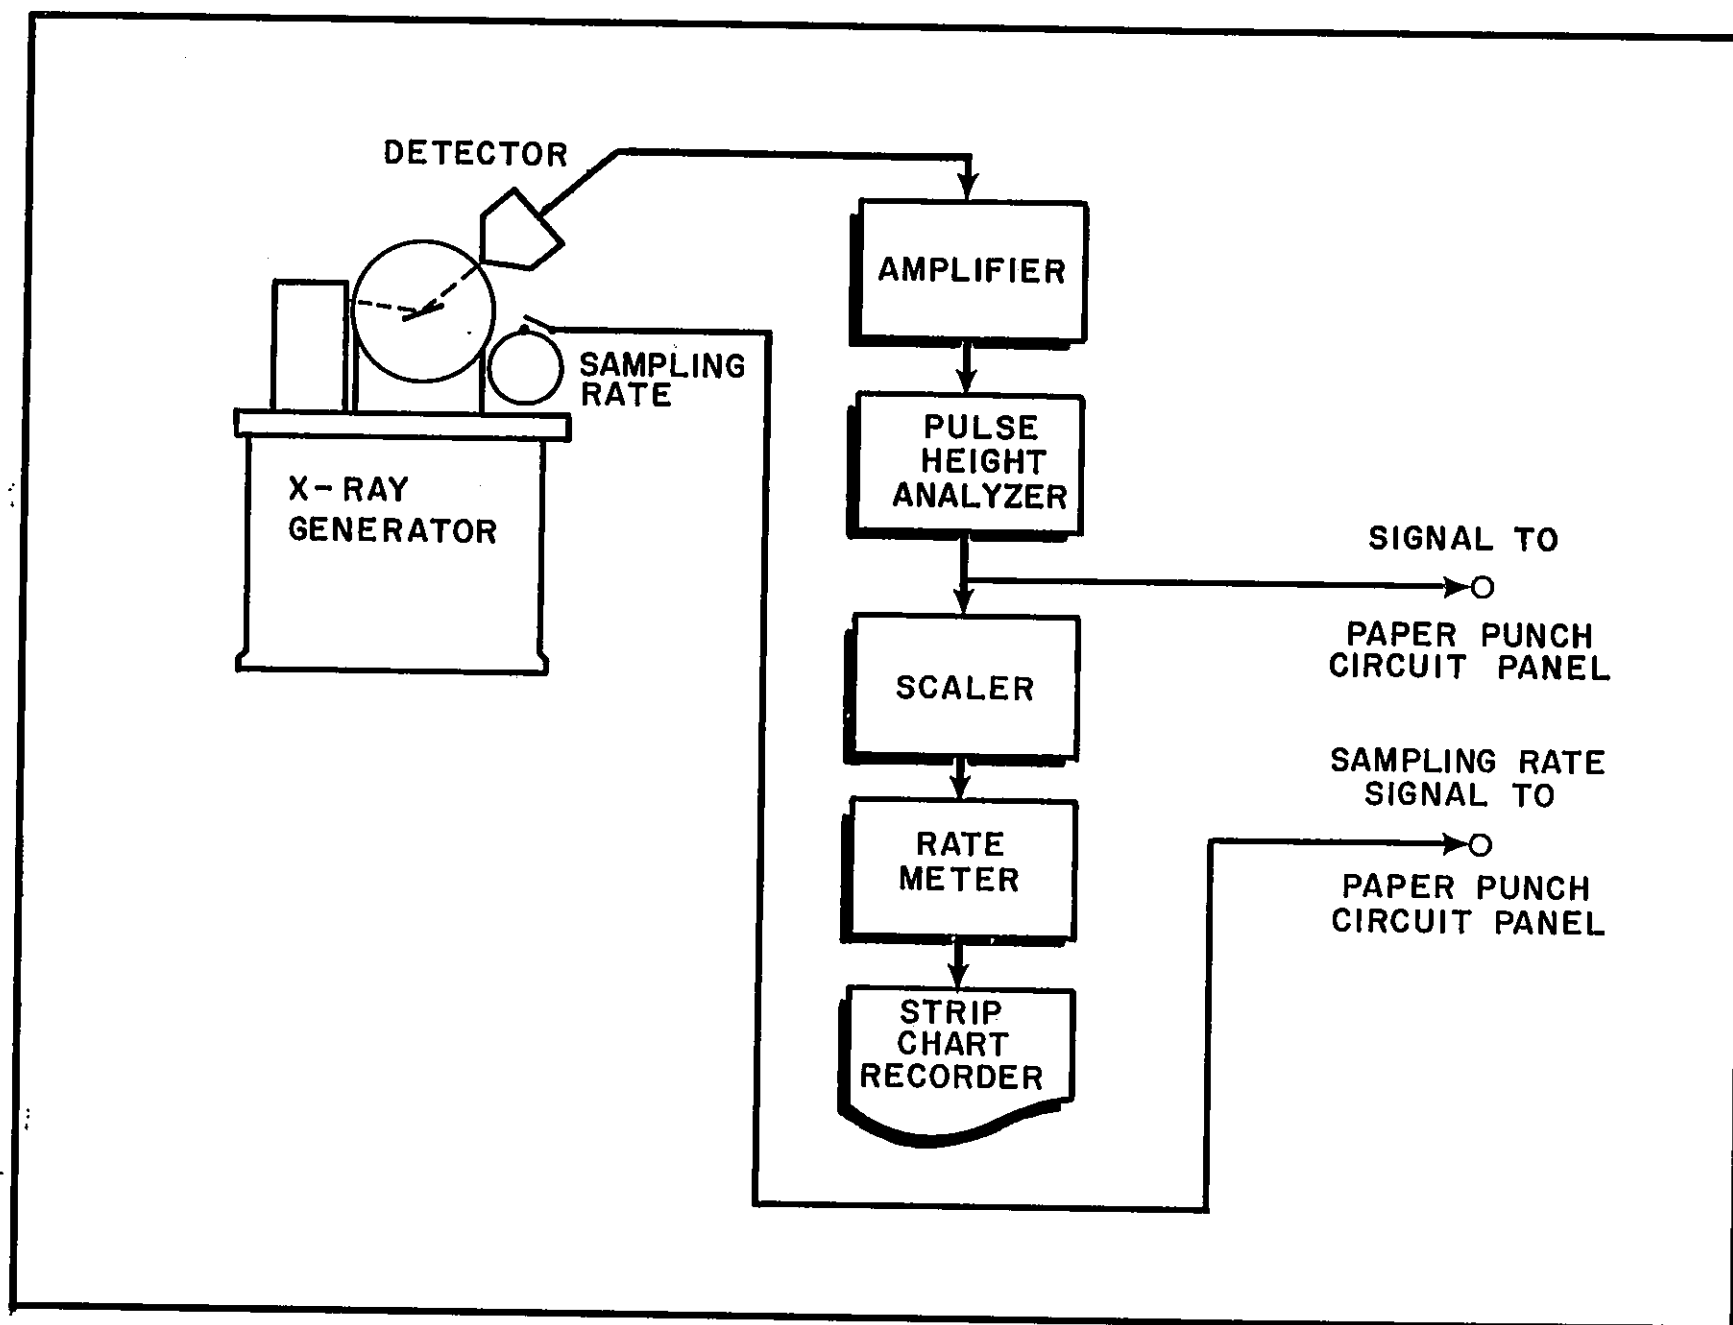 DETECTOR
AMPLIFIER
SAMPLING
RATE
PULSE
HEIGHT
ANALYZER
X-RAY
GENERATOR
SIGNAL TO
PAPER PUNCH
CIRCUIT PANEL
SCALER
SAMPLING RATE
SIGNAL TO
RATE
METER
PAPER PUNCH
CIRCUIT PANEL
STRIP
CHART
RECORDER